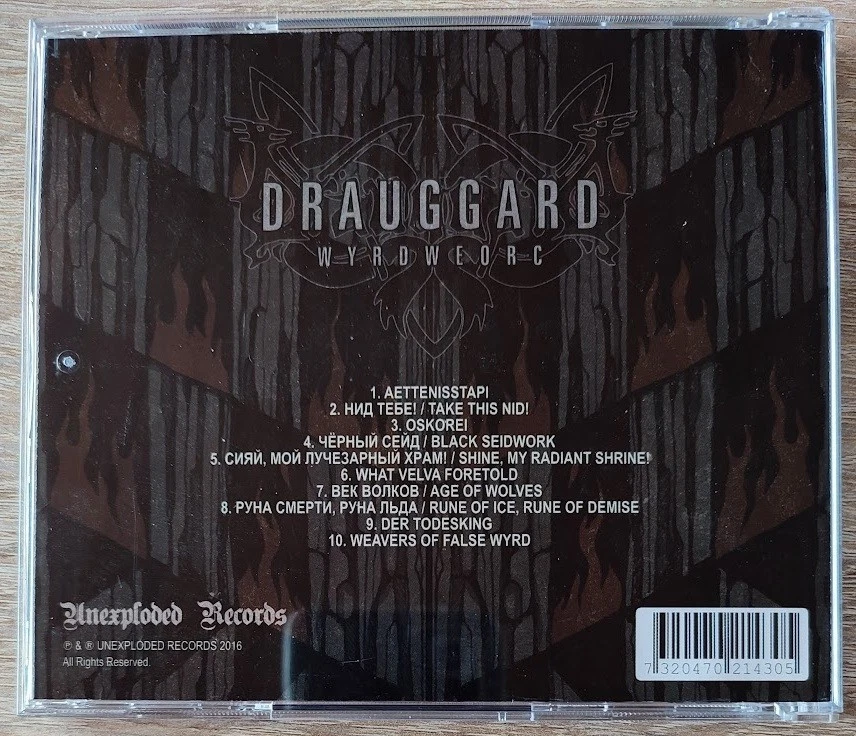 DRAUGGARD
WYRDWEORC
1. AETTENISSTAPI
2. НИД ТЕБЕ! / TAKE THIS NID!
3. OSKOREI
4. ЧЁРНЫЙ СЕЙД / BLACK SEIDWORK
5. СИЯЙ, МОЙ ЛУЧЕЗАРНЫЙ ХРАМ! / SHINE, MY RADIANT SHRINE!
6. WHAT VELVA FORETOLD
7. ВЕК ВОЛКОВ / AGE OF WOLVES
8. РУНА СМЕРТИ, РУНА ЛЬДА / RUNE OF ICE, RUNE OF DEMISE
9. DER TODESKING
10. WEAVERS OF FALSE WYRD
Unexploded Records
℗ & ® UNEXPLODED RECORDS 2016
All Rights Reserved.
7320470214305